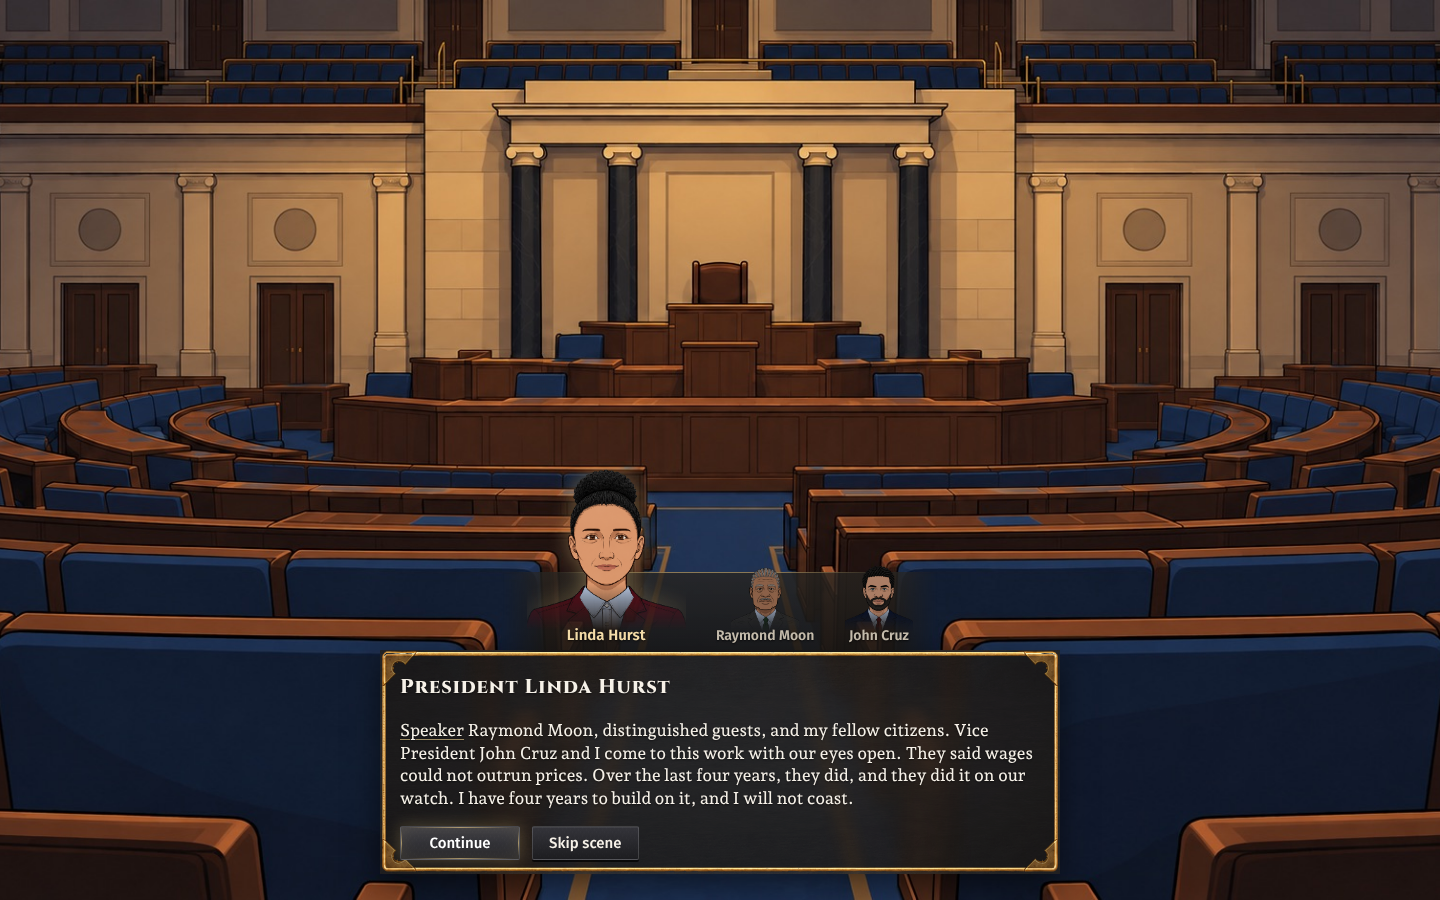 Linda Hurst
Raymond Moon
John Cruz
President Linda Hurst
Speaker Raymond Moon, distinguished guests, and my fellow citizens. Vice
President John Cruz and I come to this work with our eyes open. They said wages
could not outrun prices. Over the last four years, they did, and they did it on our
watch. I have four years to build on it, and I will not coast.
Continue
Skip scene